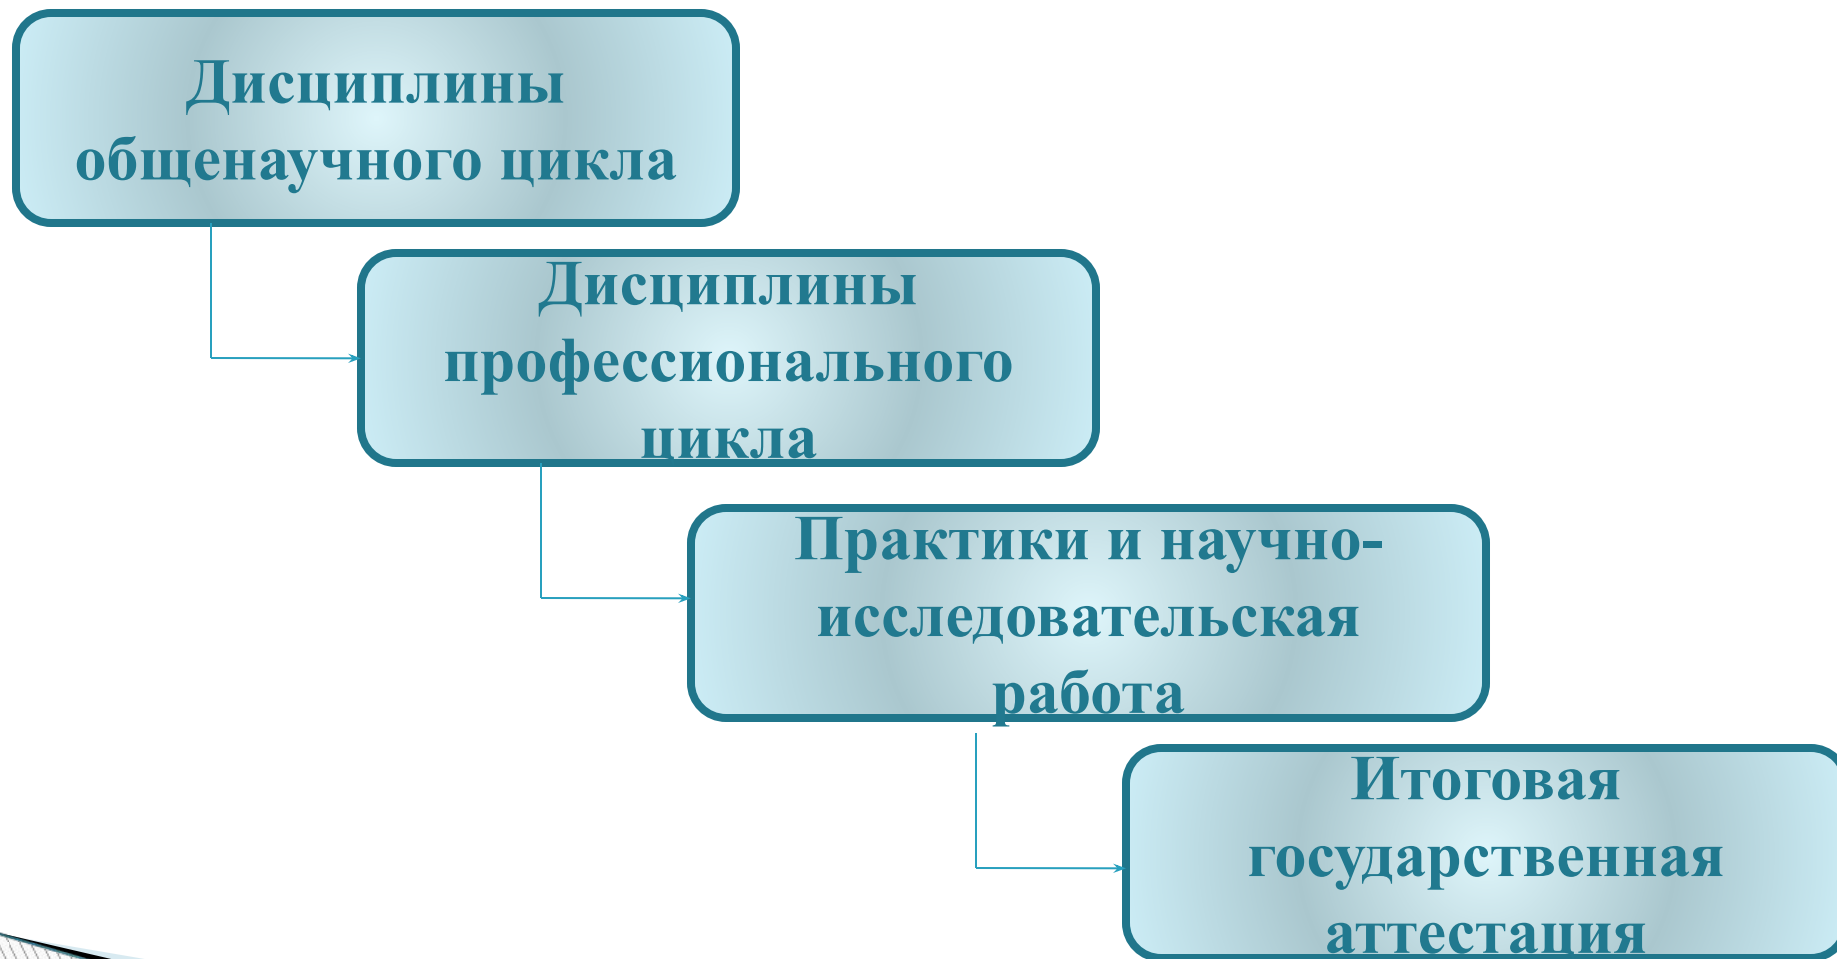 Дисциплины
общенаучного цикла
Дисциплины
профессионального
цикла
Практики и научно-
исследовательская
работа
Итоговая
государственная
аттестация